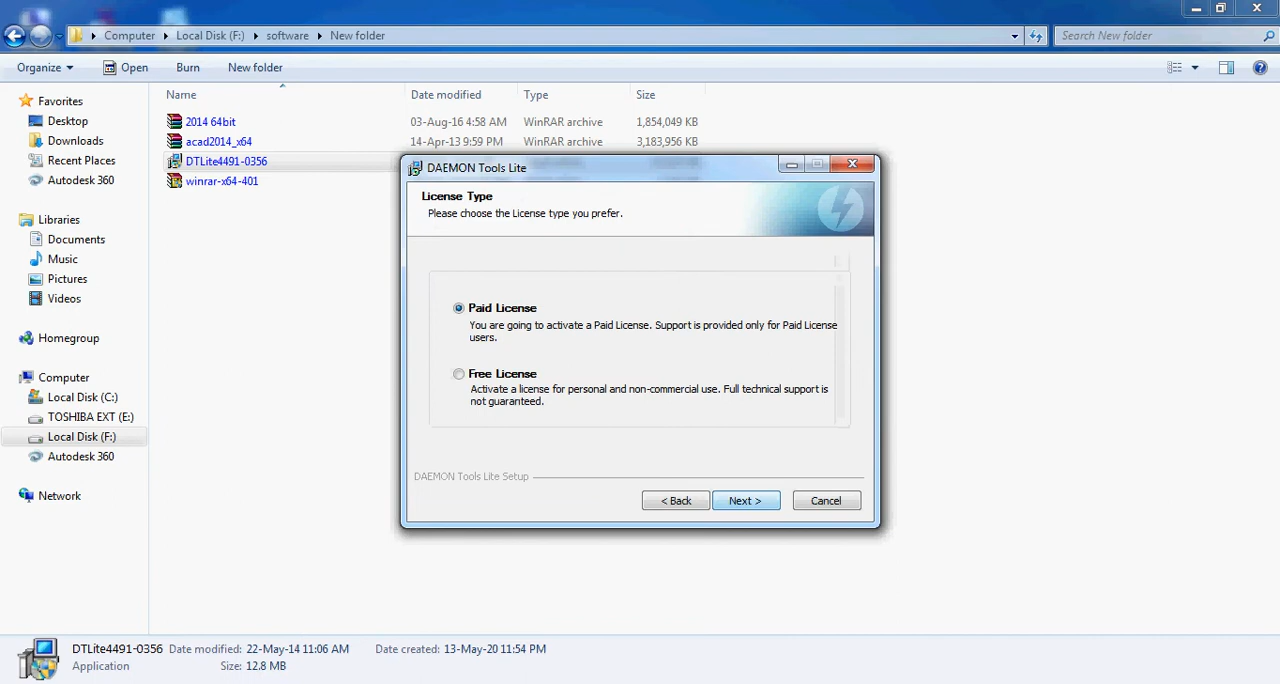 Computer Local Disk (F:) software New folder
Search New folder
Organize Open Burn New folder
Name Date modified Type Size
2014 64bit 03-Aug-16 4:58 AM WinRAR archive 1,854,049 KB
acad2014_x64 14-Apr-13 9:59 PM WinRAR archive 3,183,956 KB
DTLite4491-0356
winrar-x64-401
Favorites
Desktop
Downloads
Recent Places
Autodesk 360
Libraries
Documents
Music
Pictures
Videos
Homegroup
Computer
Local Disk (C:)
TOSHIBA EXT (E:)
Local Disk (F:)
Autodesk 360
Network
DAEMON Tools Lite
License Type
Please choose the License type you prefer.
Paid License
You are going to activate a Paid License. Support is provided only for Paid License
users.
Free License
Activate a license for personal and non-commercial use. Full technical support is
not guaranteed.
DAEMON Tools Lite Setup
< Back Next > Cancel
DTLite4491-0356 Date modified: 22-May-14 11:06 AM Date created: 13-May-20 11:54 PM
Application Size: 12.8 MB